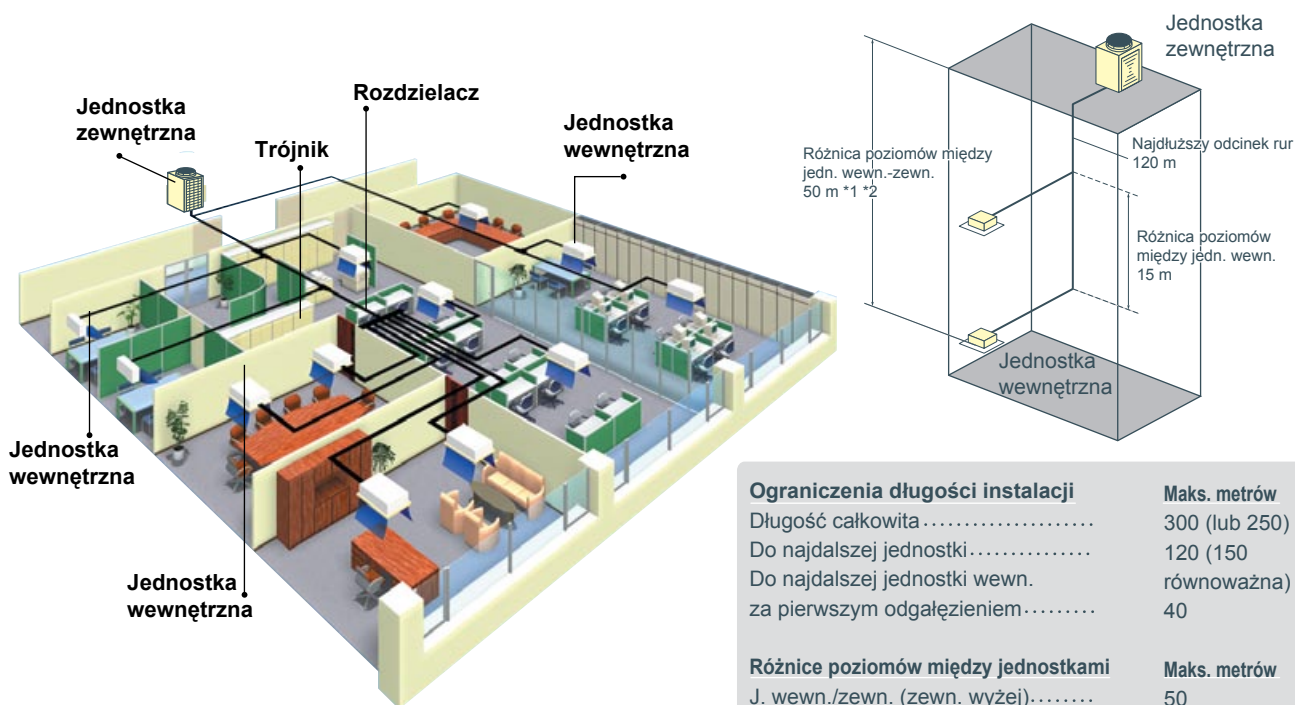 Jednostka
zewnętrzna
Rozdzielacz
Trójnik
Jednostka
wewnętrzna
Jednostka
wewnętrzna
Jednostka
wewnętrzna
Jednostka
zewnętrzna
Różnica poziomów między
jedn. wewn.-zewn.
50 m *1 *2
Najdłuższy odcinek rur
120 m
Różnica poziomów
między jedn. wewn.
15 m
Jednostka
wewnętrzna
Ograniczenia długości instalacji Maks. metrów
Długość całkowita..................... 300 (lub 250)
Do najdalszej jednostki............... 120 (150
Do najdalszej jednostki wewn. równoważna)
za pierwszym odgałęzieniem......... 40
Różnice poziomów między jednostkami Maks. metrów
J. wewn./zewn. (zewn. wyżej)........ 50